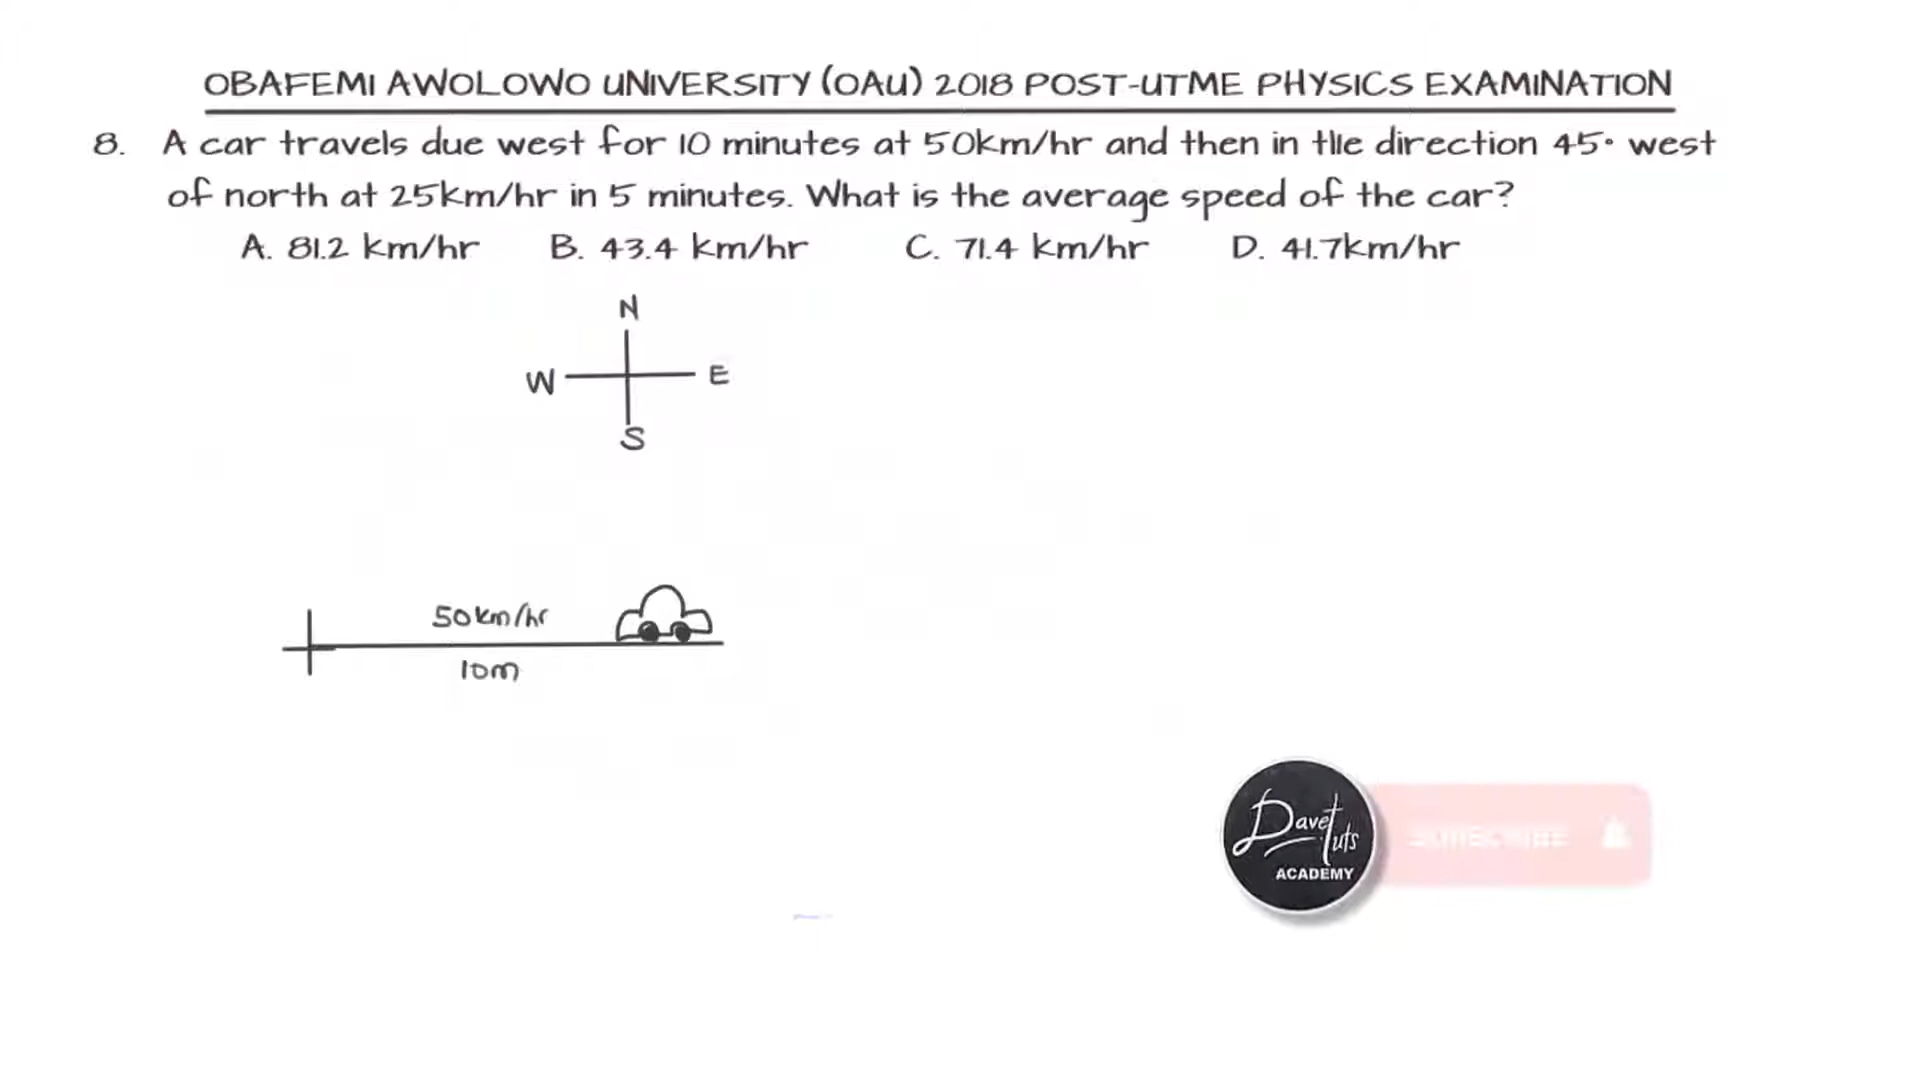 OBAFEMI AWOLOWO UNIVERSITY (OAU) 2018 POST-UTME PHYSICS EXAMINATION
8. A car travels due west for 10 minutes at 50km/hr and then in tlie direction 45° west
of north at 25km/hr in 5 minutes. What is the average speed of the car?
A. 81.2 km/hr B. 43.4 km/hr C. 71.4 km/hr D. 41.7km/hr
N
W E
S
50km/hr
10m
DaveTuts
ACADEMY
SUBSCRIBE